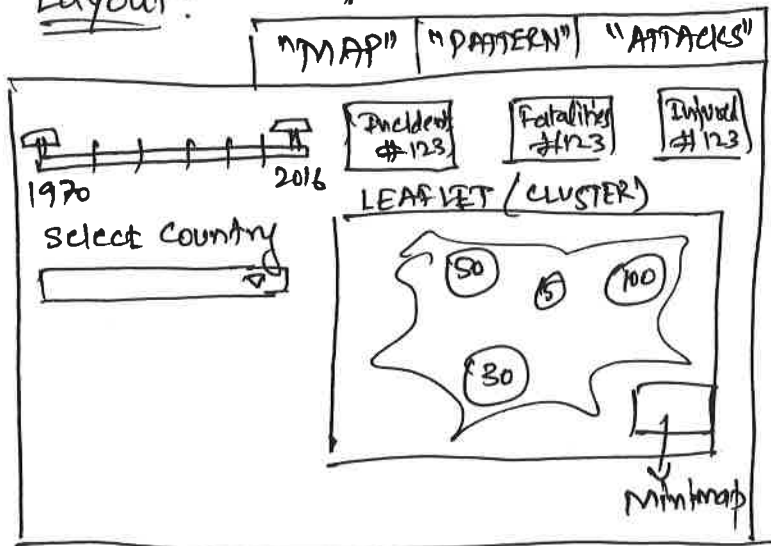 Layout:
"MAP" "PATTERN" "ATTACKS"
Incident
# 123
Fatalities
#123
Injured
# 123
1970
2016
LEAFLET (CLUSTER)
Select Country
50
5
100
30
Minimap